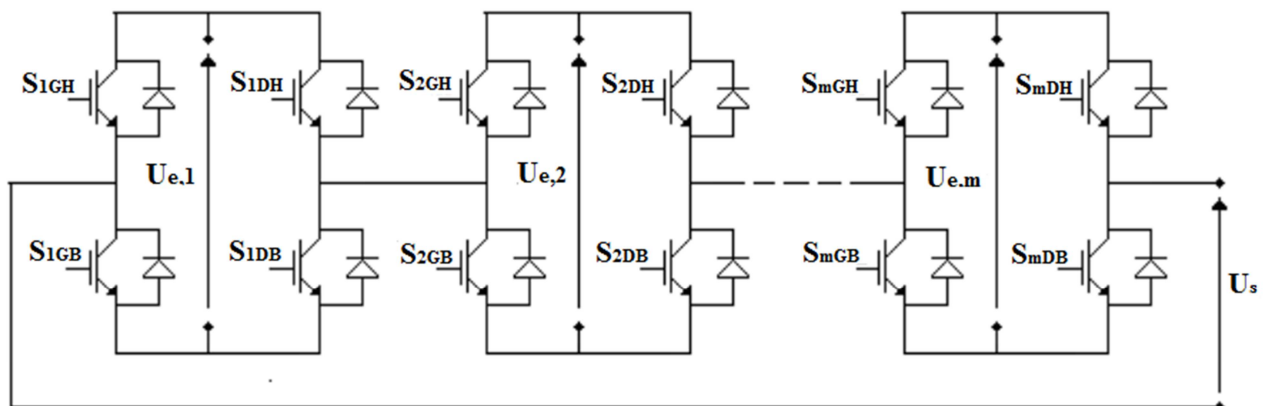 S1GH
S1DH
S2GH
S2DH
SmGH
SmDH
Ue,1
Ue,2
Ue.m
S1GB
S1DB
S2GB
S2DB
SmGB
SmDB
Us